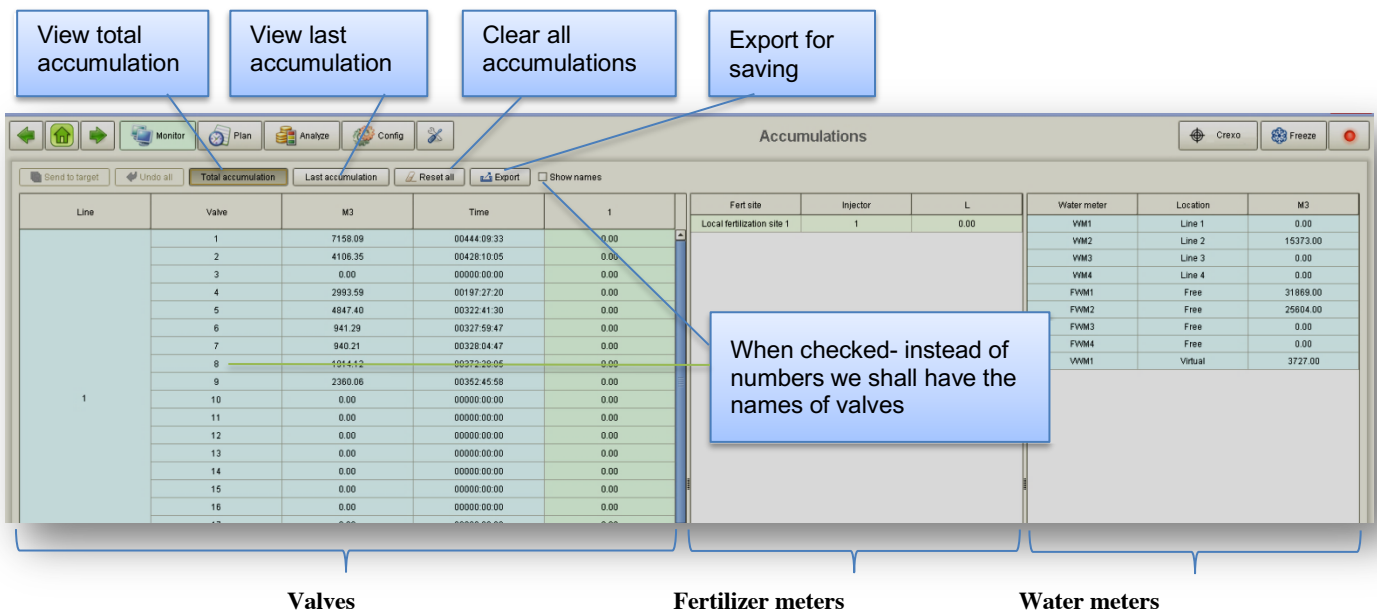 View total
accumulation
View last
accumulation
Clear all
accumulations
Export for
saving
Monitor Plan Analyze Config Accumulations Crexo Freeze
Send to target Undo all Total accumulation Last accumulation Reset all Export Show names
Line Valve M3 Time 1
1
1 7158.09 00444:09:33 0.00
2 4106.35 00428:10:05 0.00
3 0.00 00000:00:00 0.00
4 2993.59 00197:27:20 0.00
5 4847.40 00322:41:30 0.00
6 941.29 00327:59:47 0.00
7 940.21 00328:04:47 0.00
8 0.00
9 2360.06 00352:45:58 0.00
10 0.00 00000:00:00 0.00
11 0.00 00000:00:00 0.00
12 0.00 00000:00:00 0.00
13 0.00 00000:00:00 0.00
14 0.00 00000:00:00 0.00
15 0.00 00000:00:00 0.00
16 0.00 00000:00:00 0.00
Fert site Injector L
Local fertilization site 1 1 0.00
When checked- instead of
numbers we shall have the
names of valves
Water meter Location M3
WM1 Line 1 0.00
WM2 Line 2 15373.00
WM3 Line 3 0.00
WM4 Line 4 0.00
FWM1 Free 31869.00
FWM2 Free 25604.00
FWM3 Free 0.00
FWM4 Free 0.00
VWM1 Virtual 3727.00
Valves Fertilizer meters Water meters